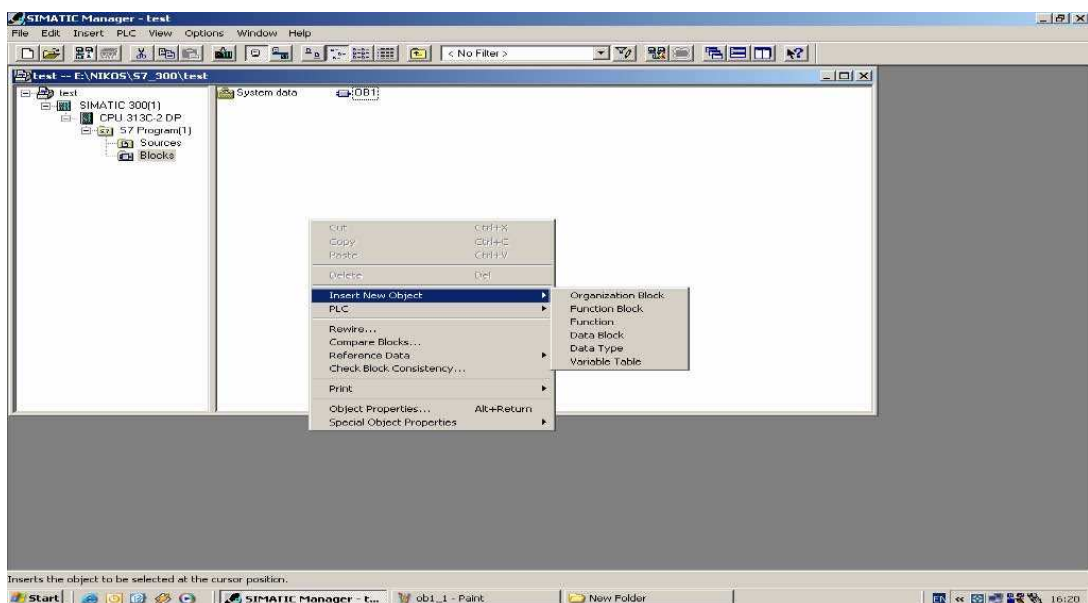 SIMATIC Manager - test
File Edit Insert PLC View Options Window Help
< No Filter >
test -- E:\NIKOS\S7_300\test
test
SIMATIC 300(1)
CPU 313C-2 DP
S7 Program(1)
Sources
Blocks
System data
OB1
Cut Ctrl+X
Copy Ctrl+C
Paste Ctrl+V
Delete Del
Insert New Object
PLC
Rewire...
Compare Blocks...
Reference Data
Check Block Consistency...
Print
Object Properties... Alt+Return
Special Object Properties
Organization Block
Function Block
Function
Data Block
Data Type
Variable Table
Inserts the object to be selected at the cursor position.
Start
SIMATIC Manager - t...
ob1_1 - Paint
New Folder
EN
16:20